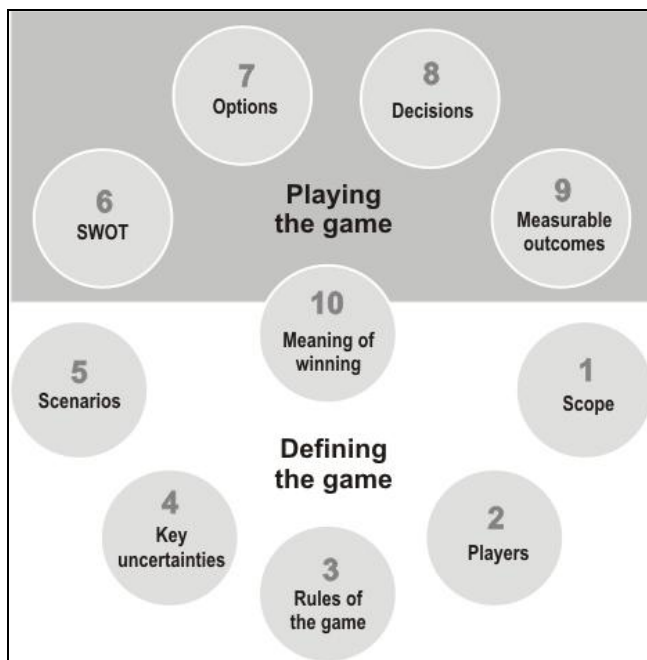 7
Options
8
Decisions
6
SWOT
Playing
the game
9
Measurable
outcomes
10
Meaning of
winning
5
Scenarios
1
Scope
Defining
the game
4
Key
uncertainties
2
Players
3
Rules of
the game